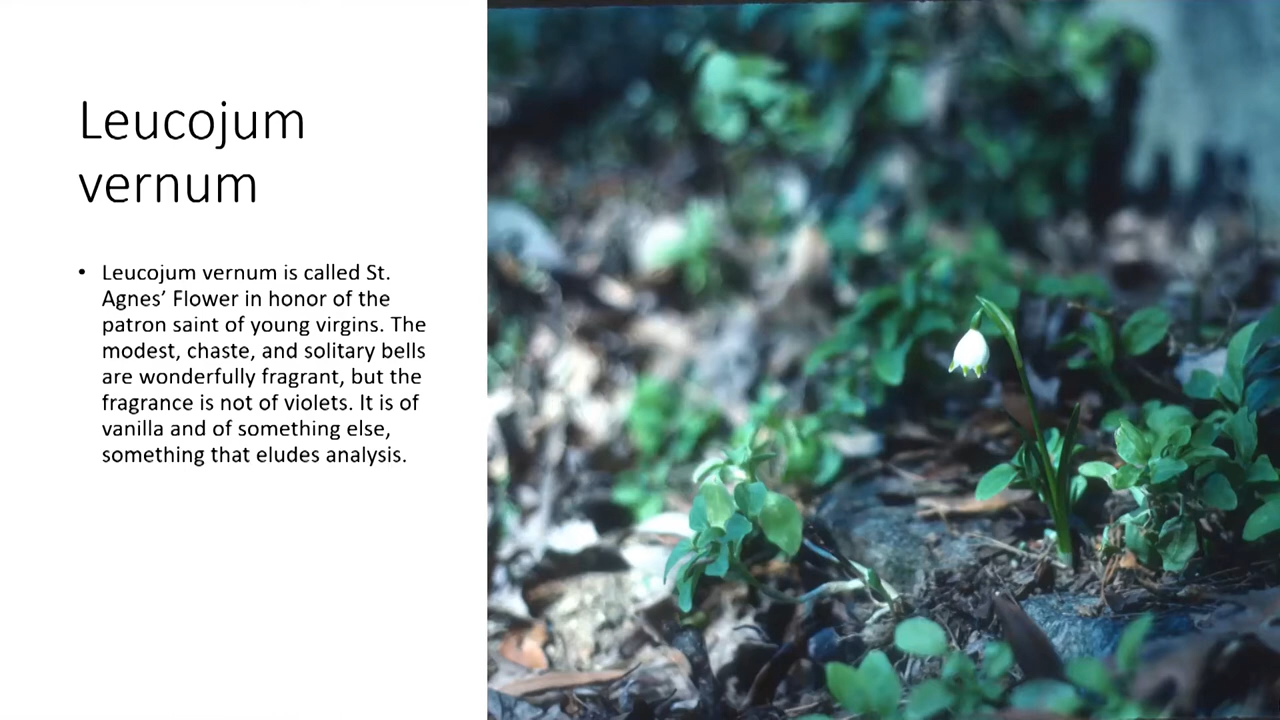 Leucojum
vernum
• Leucojum vernum is called St.
Agnes’ Flower in honor of the
patron saint of young virgins. The
modest, chaste, and solitary bells
are wonderfully fragrant, but the
fragrance is not of violets. It is of
vanilla and of something else,
something that eludes analysis.